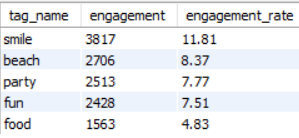 tag_name engagement engagement_rate
smile 3817 11.81
beach 2706 8.37
party 2513 7.77
fun 2428 7.51
food 1563 4.83